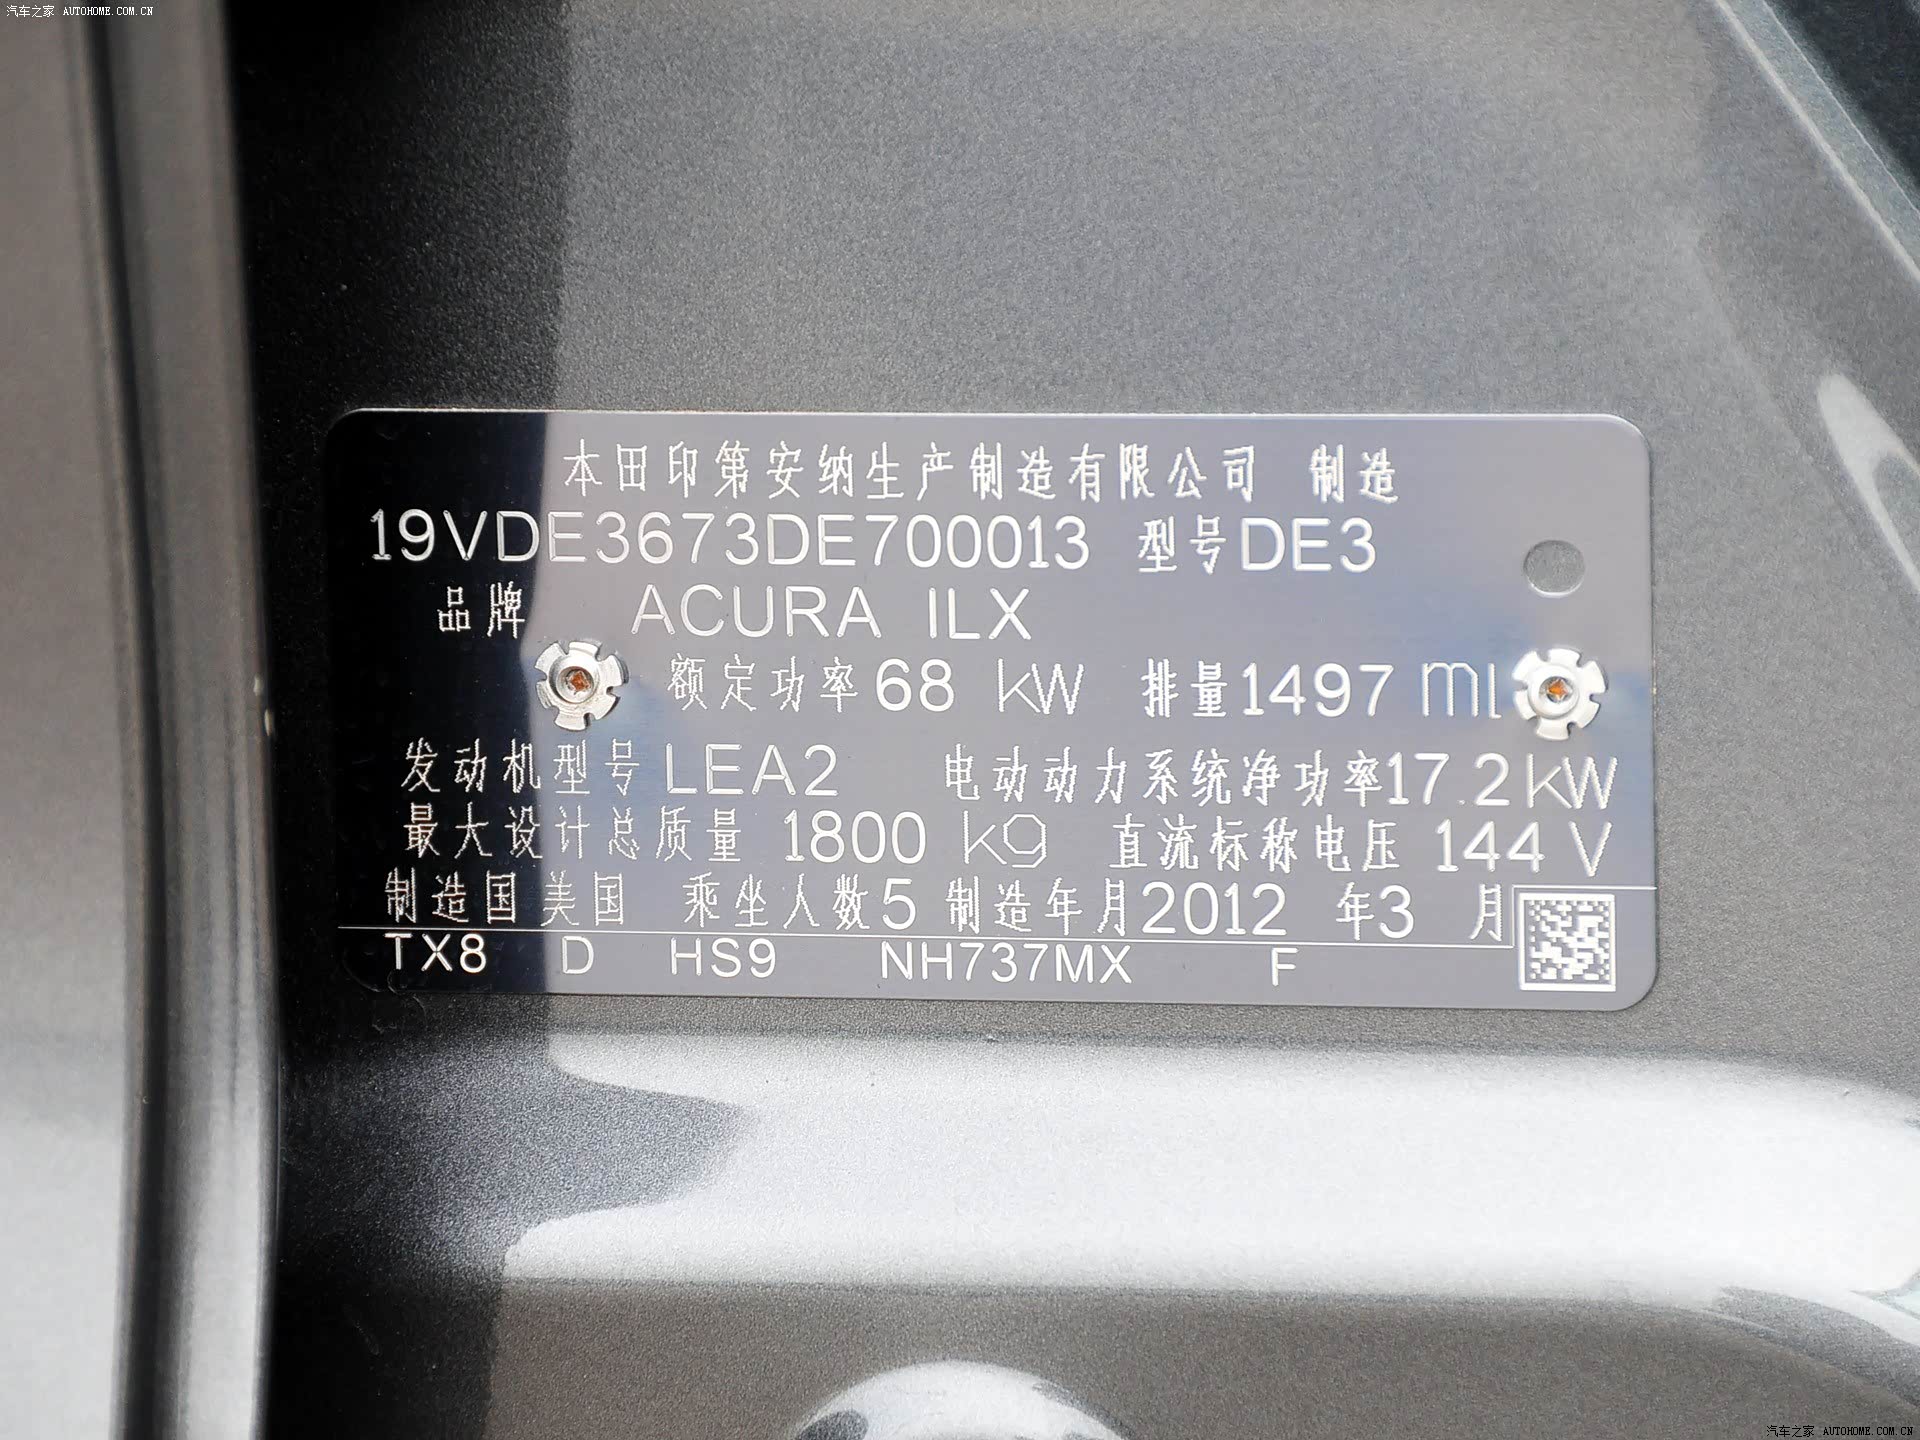 汽车之家 AUTOHOME.COM.CN
本田印第安纳生产制造有限公司 制造
19VDE3673DE700013 型号DE3
品牌 ACURA ILX
额定功率68 kW 排量1497 ml
发动机型号LEA2 电动动力系统净功率17.2kW
最大设计总质量 1800 kg 直流标称电压 144 V
制造国美国 乘坐人数5 制造年月2012 年3 月
TX8 D HS9 NH737MX F
汽车之家 AUTOHOME.COM.CN